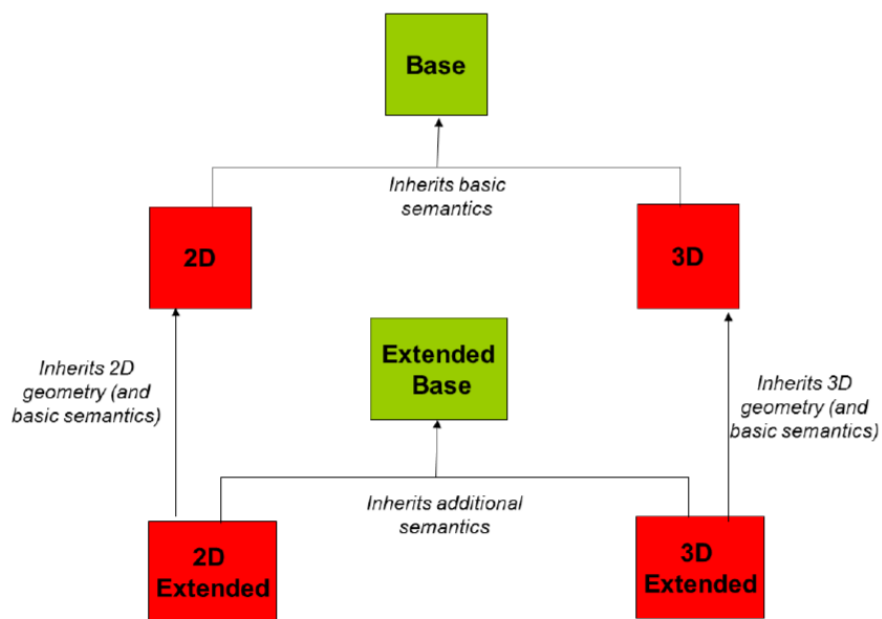 Base
Inherits basic
semantics
2D
3D
Extended
Base
Inherits 2D
geometry (and
basic semantics)
Inherits 3D
geometry (and
basic semantics)
Inherits additional
semantics
2D
Extended
3D
Extended